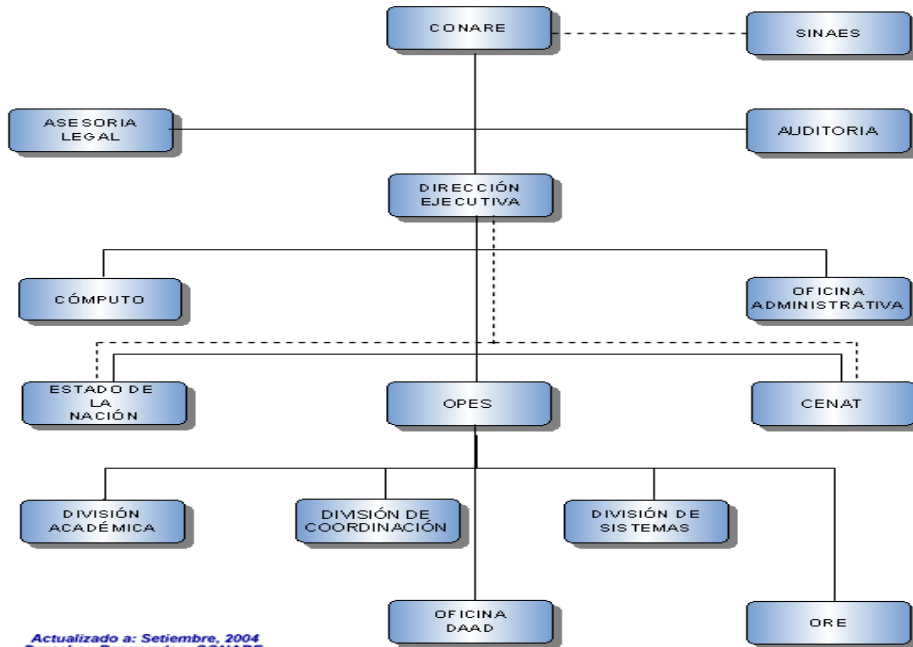 CONARE
SINAES
ASESORIA
LEGAL
AUDITORIA
DIRECCIÓN
EJECUTIVA
CÓMPUTO
OFICINA
ADMINISTRATIVA
ESTADO DE
LA
NACIÓN
OPES
CENAT
DIVISIÓN
ACADÉMICA
DIVISIÓN DE
COORDINACIÓN
DIVISIÓN DE
SISTEMAS
OFICINA
DAAD
ORE
Actualizado a: Setiembre, 2004